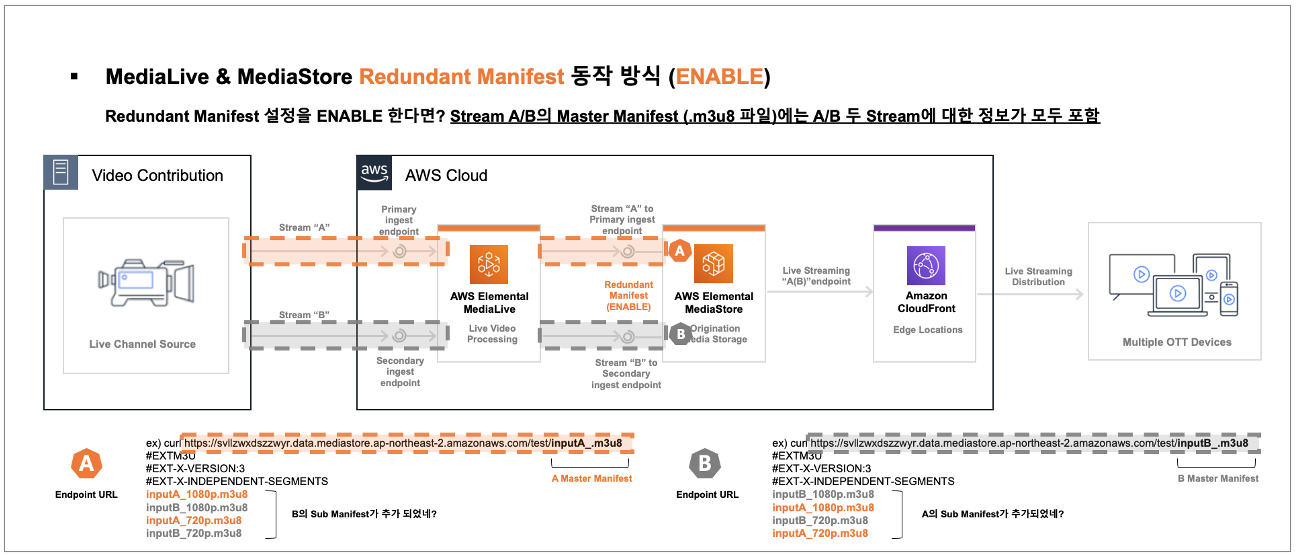 ▪ MediaLive & MediaStore Redundant Manifest 동작 방식 (ENABLE)
Redundant Manifest 설정을 ENABLE 한다면? Stream A/B의 Master Manifest (.m3u8 파일)에는 A/B 두 Stream에 대한 정보가 모두 포함
Video Contribution
Live Channel Source
Stream “A”
Stream “B”
aws
AWS Cloud
Primary
ingest
endpoint
Secondary
ingest
endpoint
AWS Elemental
MediaLive
Live Video
Processing
Stream “A” to
Primary ingest
endpoint
Redundant
Manifest
(ENABLE)
Stream “B” to
Secondary
ingest endpoint
A
B
AWS Elemental
MediaStore
Origination
Media Storage
Live Streaming
“A(B)”endpoint
Amazon
CloudFront
Edge Locations
Live Streaming
Distribution
Multiple OTT Devices
A
Endpoint URL
ex) curl https://svllzwxdszzwyr.data.mediastore.ap-northeast-2.amazonaws.com/test/inputA_.m3u8
#EXTM3U
#EXT-X-VERSION:3
#EXT-X-INDEPENDENT-SEGMENTS
inputA_1080p.m3u8
inputB_1080p.m3u8
inputA_720p.m3u8
inputB_720p.m3u8
A Master Manifest
B의 Sub Manifest가 추가 되었네?
B
Endpoint URL
ex) curl https://svllzwxdszzwyr.data.mediastore.ap-northeast-2.amazonaws.com/test/inputB_.m3u8
#EXTM3U
#EXT-X-VERSION:3
#EXT-X-INDEPENDENT-SEGMENTS
inputB_1080p.m3u8
inputA_1080p.m3u8
inputB_720p.m3u8
inputA_720p.m3u8
B Master Manifest
A의 Sub Manifest가 추가되었네?